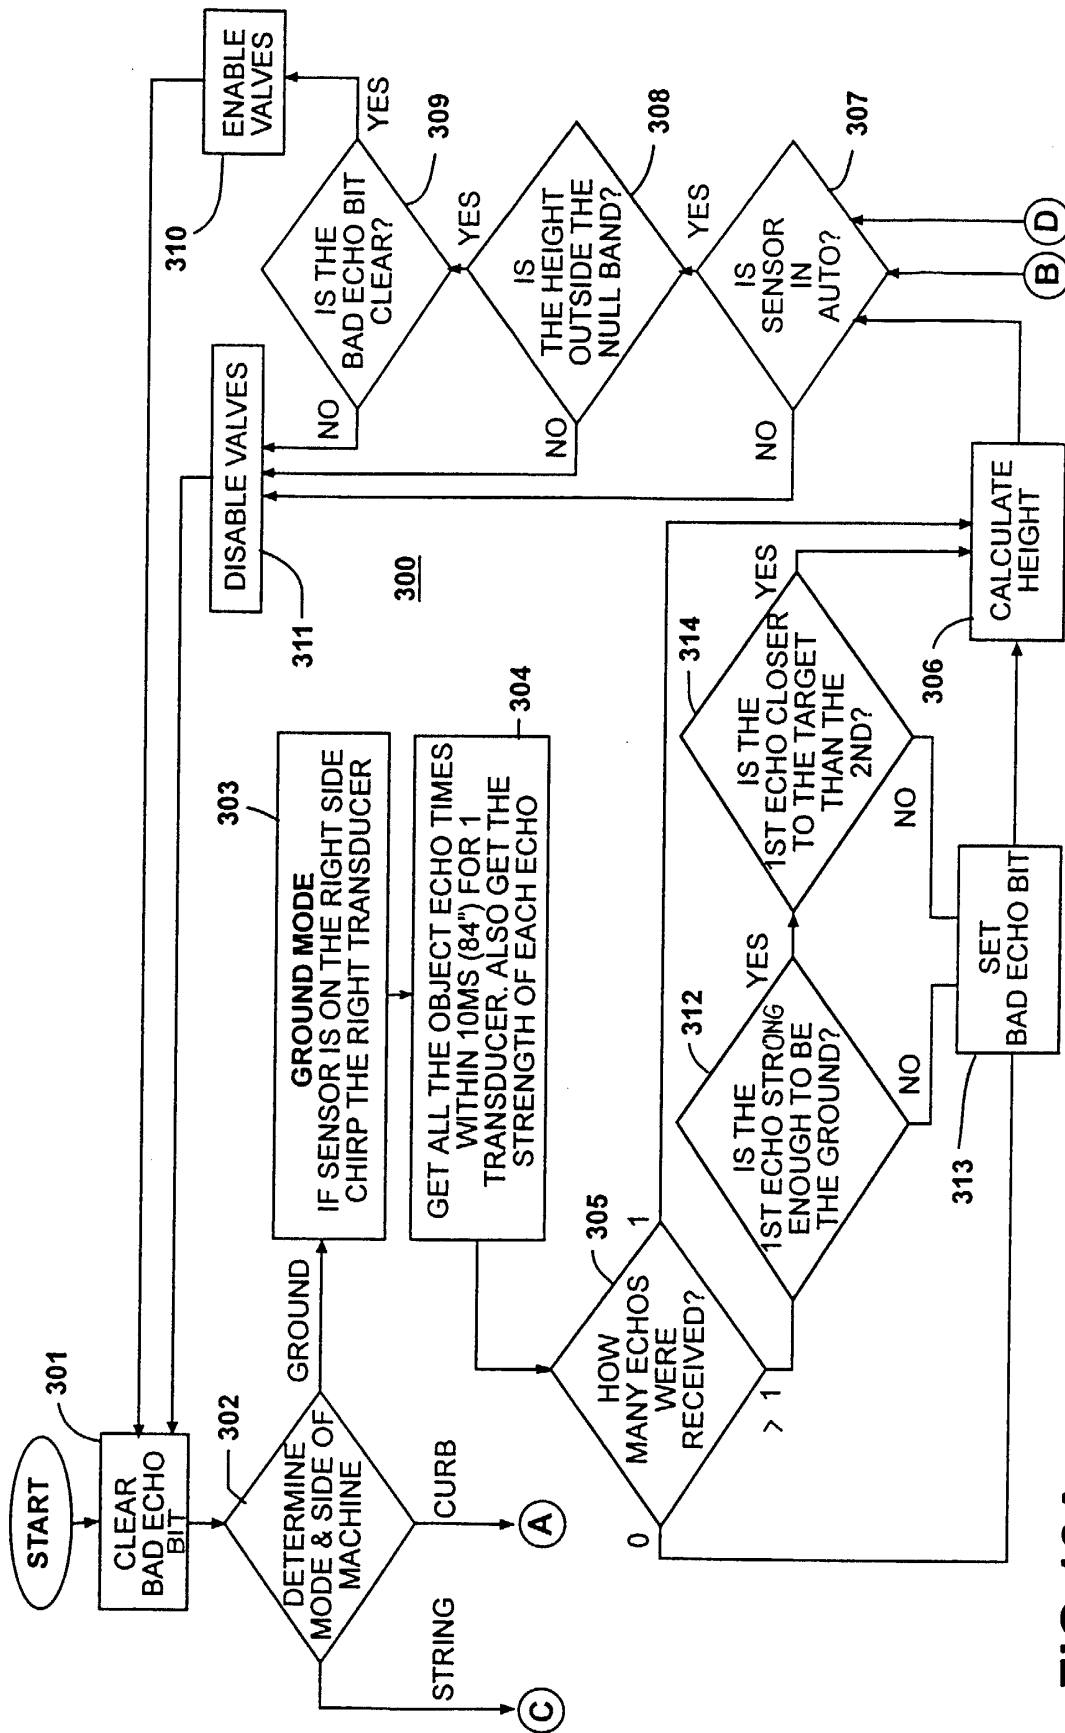 START
301
CLEAR
BAD ECHO
BIT
302
DETERMINE
MODE & SIDE OF
MACHINE
STRING
C
CURB
A
GROUND
303
GROUND MODE
IF SENSOR IS ON THE RIGHT SIDE
CHIRP THE RIGHT TRANSDUCER
304
GET ALL THE OBJECT ECHO TIMES
WITHIN 10MS (84") FOR 1
TRANSDUCER. ALSO GET THE
STRENGTH OF EACH ECHO
305
HOW
MANY ECHOS
WERE
RECEIVED?
0
> 1
1
312
IS THE
1ST ECHO STRONG
ENOUGH TO BE
THE GROUND?
YES
NO
314
IS THE
1ST ECHO CLOSER
TO THE TARGET
THAN THE
2ND?
YES
NO
313
SET
BAD ECHO BIT
306
CALCULATE
HEIGHT
300
307
IS
SENSOR
IN
AUTO?
B
D
YES
NO
308
IS
THE HEIGHT
OUTSIDE THE
NULL BAND?
YES
NO
309
IS THE
BAD ECHO BIT
CLEAR?
YES
NO
310
ENABLE
VALVES
311
DISABLE VALVES